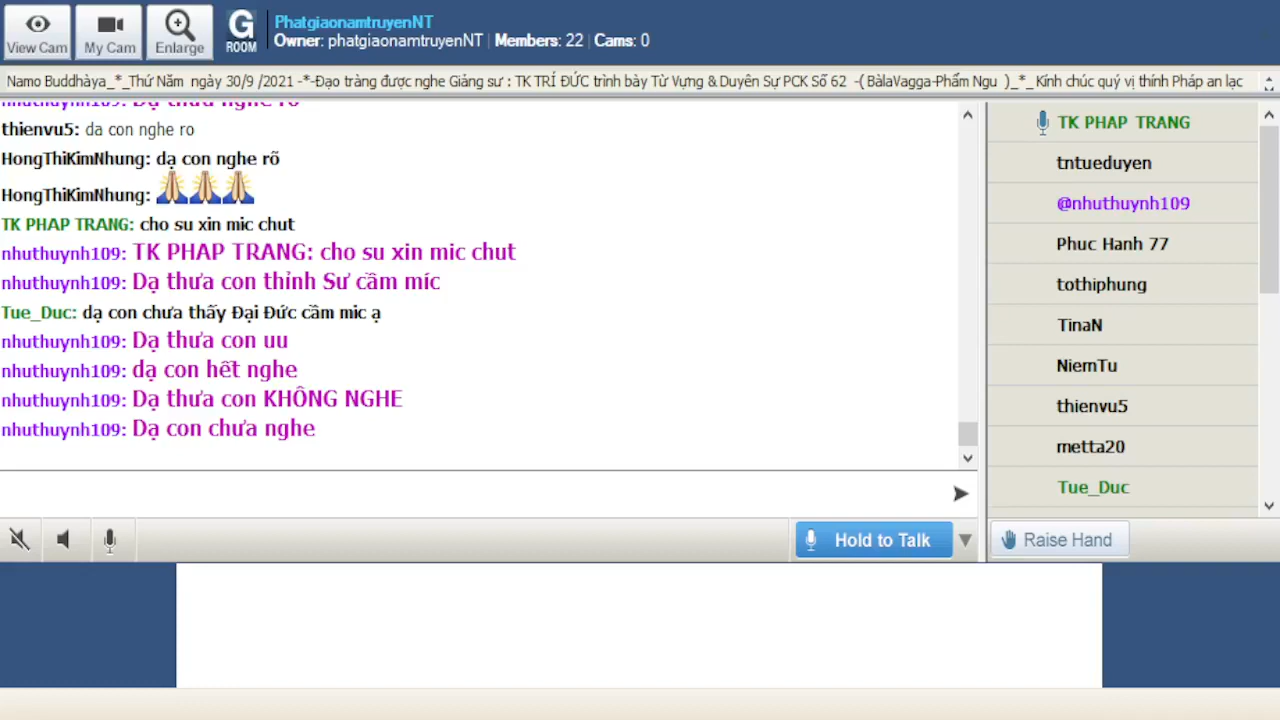 View Cam
My Cam
Enlarge
G
ROOM
PhatgiaonamtruyenNT
Owner: phatgiaonamtruyenNT | Members: 22 | Cams: 0
Namo Buddhàya_*_Thứ Năm ngày 30/9 /2021 -*-Đạo tràng được nghe Giảng sư : TK TRÍ ĐỨC trình bày Từ Vựng & Duyên Sự PCK Số 62 -( BàlaVagga-Phẩm Ngu )_*_ Kính chúc quý vị thính Pháp an lạc
nhuthuynh109: Dạ thưa nghe rõ
thienvu5: da con nghe ro
HongThiKimNhung: dạ con nghe rõ
HongThiKimNhung:
TK PHAP TRANG: cho su xin mic chut
nhuthuynh109: TK PHAP TRANG: cho su xin mic chut
nhuthuynh109: Dạ thưa con thỉnh Sư cầm míc
Tue_Duc: dạ con chưa thấy Đại Đức cầm mic ạ
nhuthuynh109: Dạ thưa con uu
nhuthuynh109: dạ con hết nghe
nhuthuynh109: Dạ thưa con KHÔNG NGHE
nhuthuynh109: Dạ con chưa nghe
TK PHAP TRANG
tntueduyen
@nhuthuynh109
Phuc Hanh 77
tothiphung
TinaN
NiemTu
thienvu5
metta20
Tue_Duc
Hold to Talk
Raise Hand